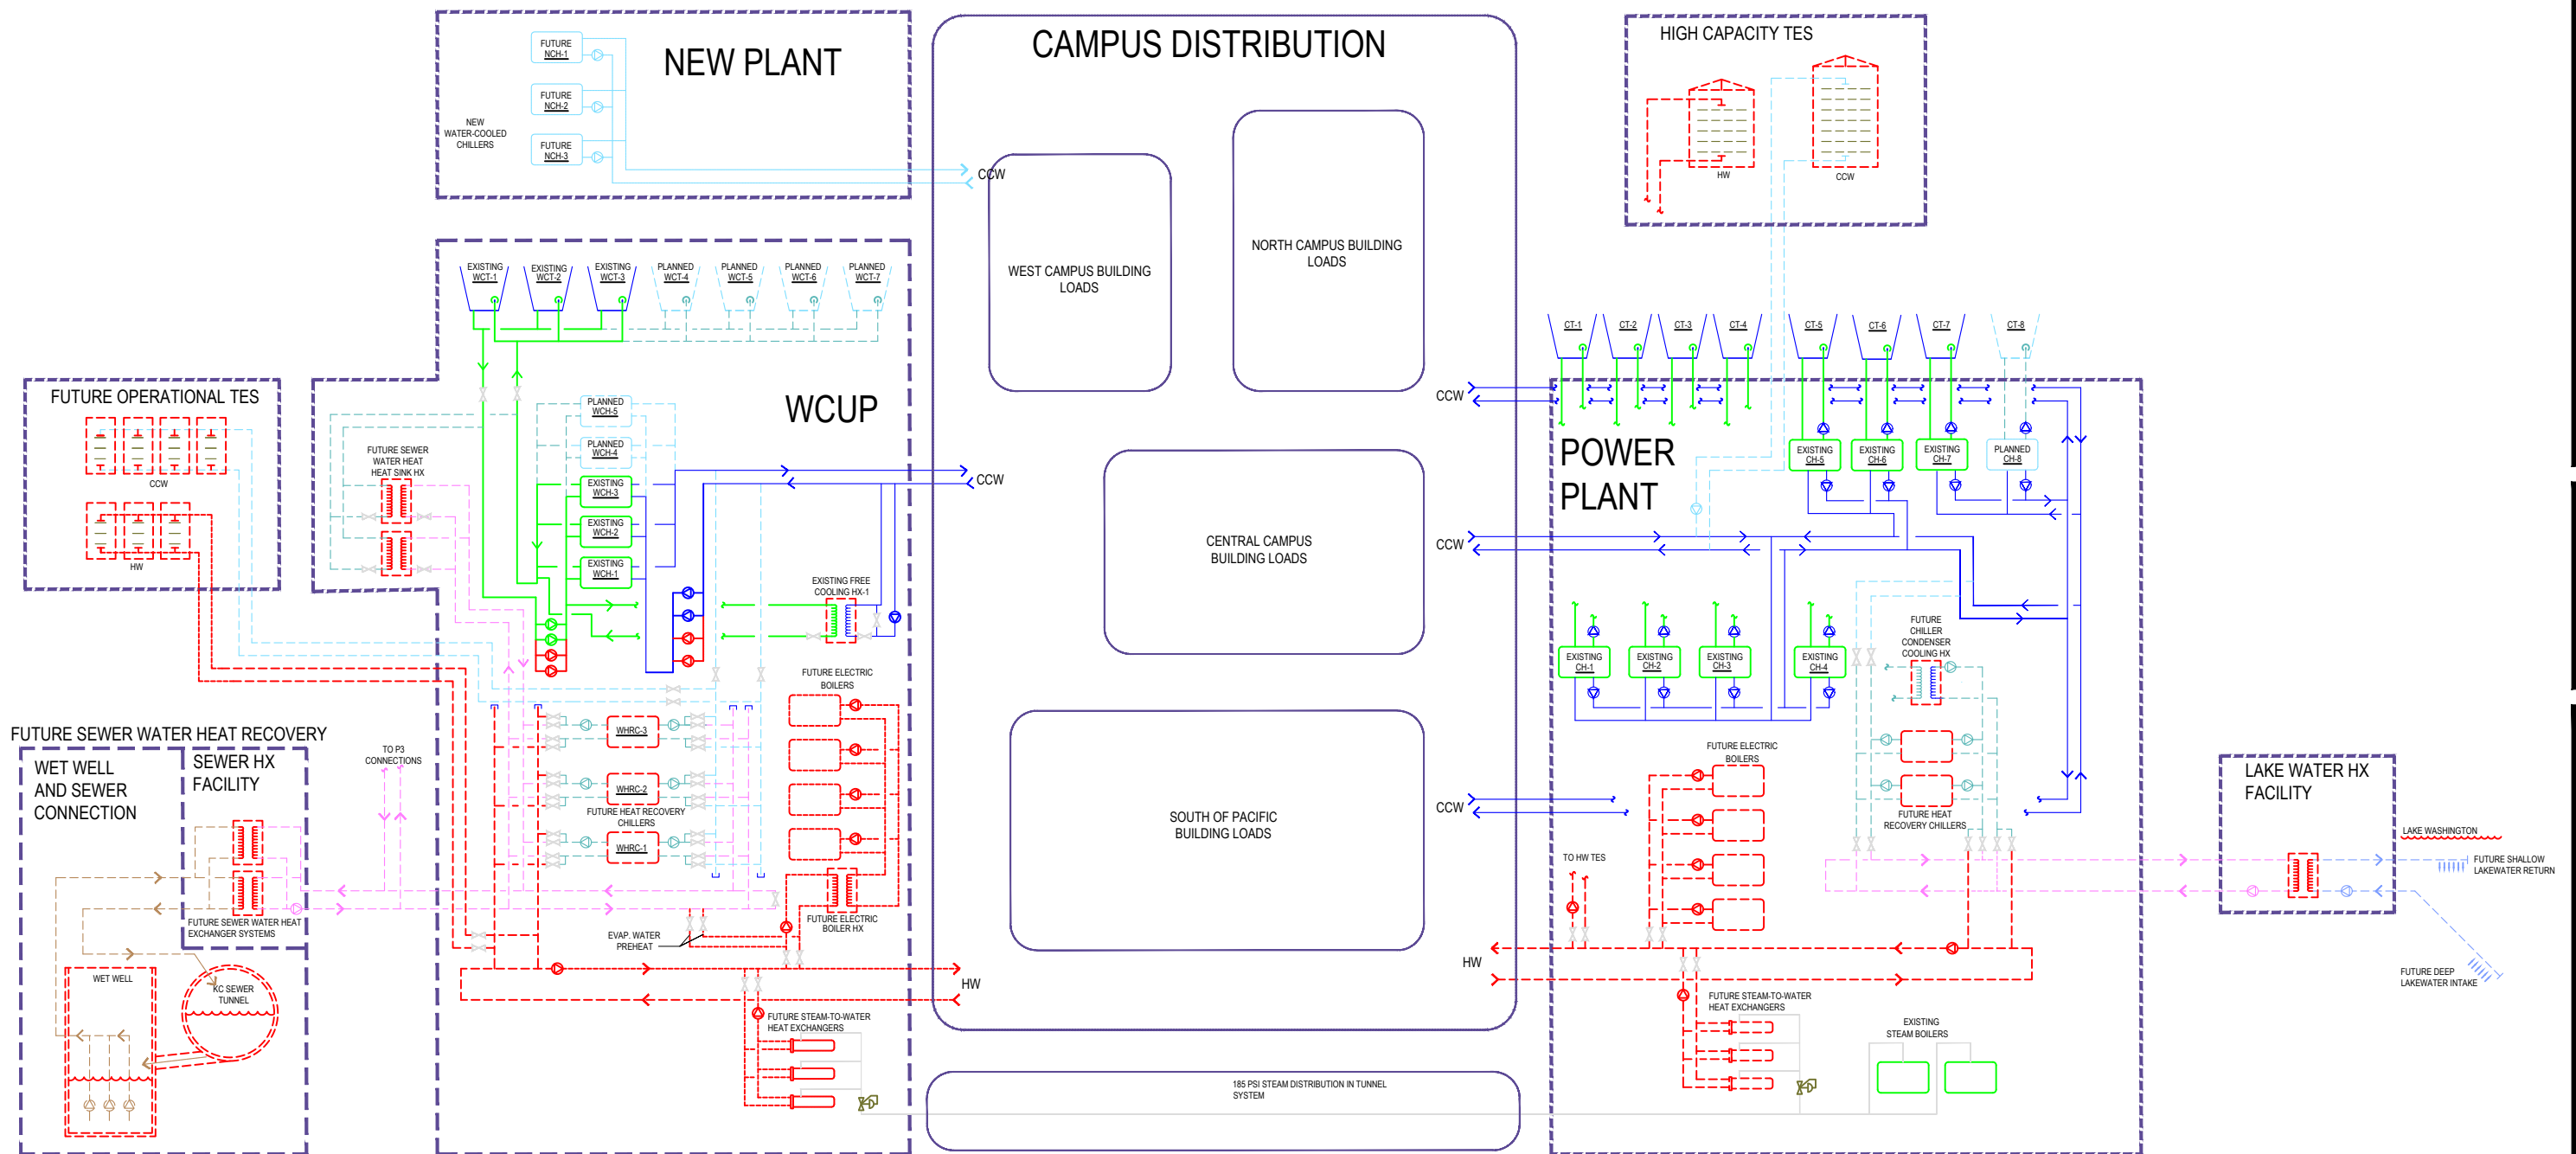 NEW PLANT
FUTURE
NCH-1
FUTURE
NCH-2
FUTURE
NCH-3
NEW
WATER-COOLED
CHILLERS
CCW
CAMPUS DISTRIBUTION
WEST CAMPUS BUILDING
LOADS
NORTH CAMPUS BUILDING
LOADS
CENTRAL CAMPUS
BUILDING LOADS
SOUTH OF PACIFIC
BUILDING LOADS
185 PSI STEAM DISTRIBUTION IN TUNNEL
SYSTEM
HIGH CAPACITY TES
HW
CCW
FUTURE OPERATIONAL TES
CCW
HW
WCUP
EXISTING
WCT-1
EXISTING
WCT-2
EXISTING
WCT-3
PLANNED
WCT-4
PLANNED
WCT-5
PLANNED
WCT-6
PLANNED
WCT-7
FUTURE SEWER
WATER HEAT
HEAT SINK HX
PLANNED
WCH-5
PLANNED
WCH-4
EXISTING
WCH-3
EXISTING
WCH-2
EXISTING
WCH-1
CCW
EXISTING FREE
COOLING HX-1
FUTURE ELECTRIC
BOILERS
WHRC-3
WHRC-2
FUTURE HEAT RECOVERY
CHILLERS
WHRC-1
FUTURE ELECTRIC
BOILER HX
EVAP. WATER
PREHEAT
HW
FUTURE STEAM-TO-WATER
HEAT EXCHANGERS
FUTURE SEWER WATER HEAT RECOVERY
WET WELL
AND SEWER
CONNECTION
SEWER HX
FACILITY
TO P3
CONNECTIONS
FUTURE SEWER WATER HEAT
EXCHANGER SYSTEMS
WET WELL
KC SEWER
TUNNEL
POWER
PLANT
CT-1
CT-2
CT-3
CT-4
CT-5
CT-6
CT-7
CT-8
CCW
CCW
CCW
EXISTING
CH-5
EXISTING
CH-6
EXISTING
CH-7
PLANNED
CH-8
EXISTING
CH-1
EXISTING
CH-2
EXISTING
CH-3
EXISTING
CH-4
FUTURE
CHILLER
CONDENSER
COOLING HX
FUTURE ELECTRIC
BOILERS
FUTURE HEAT
RECOVERY CHILLERS
TO HW TES
HW
FUTURE STEAM-TO-WATER
HEAT EXCHANGERS
EXISTING
STEAM BOILERS
LAKE WATER HX
FACILITY
LAKE WASHINGTON
FUTURE SHALLOW
LAKEWATER RETURN
FUTURE DEEP
LAKEWATER INTAKE